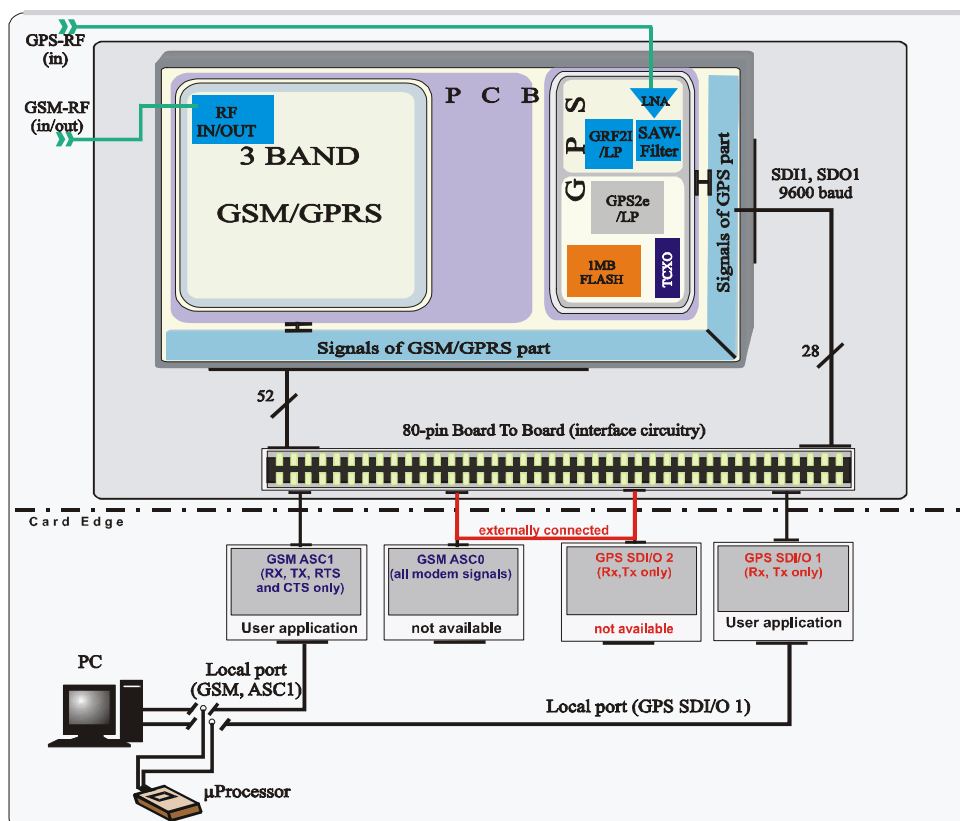 GPS-RF
(in)
GSM-RF
(in/out)
RF
IN/OUT
3 BAND
GSM/GPRS
P C B
G P S
LNA
GRF2I
/LP
SAW-
Filter
GPS2e
/LP
1MB
FLASH
TCXO
Signals of GPS part
Signals of GSM/GPRS part
SDI1, SDO1
9600 baud
52
28
80-pin Board To Board (interface circuitry)
Card Edge
externally connected
GSM ASC1
(RX, TX, RTS
and CTS only)
User application
GSM ASC0
(all modem signals)
not available
GPS SDI/O 2
(Rx,Tx only)
not available
GPS SDI/O 1
(Rx, Tx only)
User application
PC
Local port
(GSM, ASC1)
Local port (GPS SDI/O 1)
µProcessor